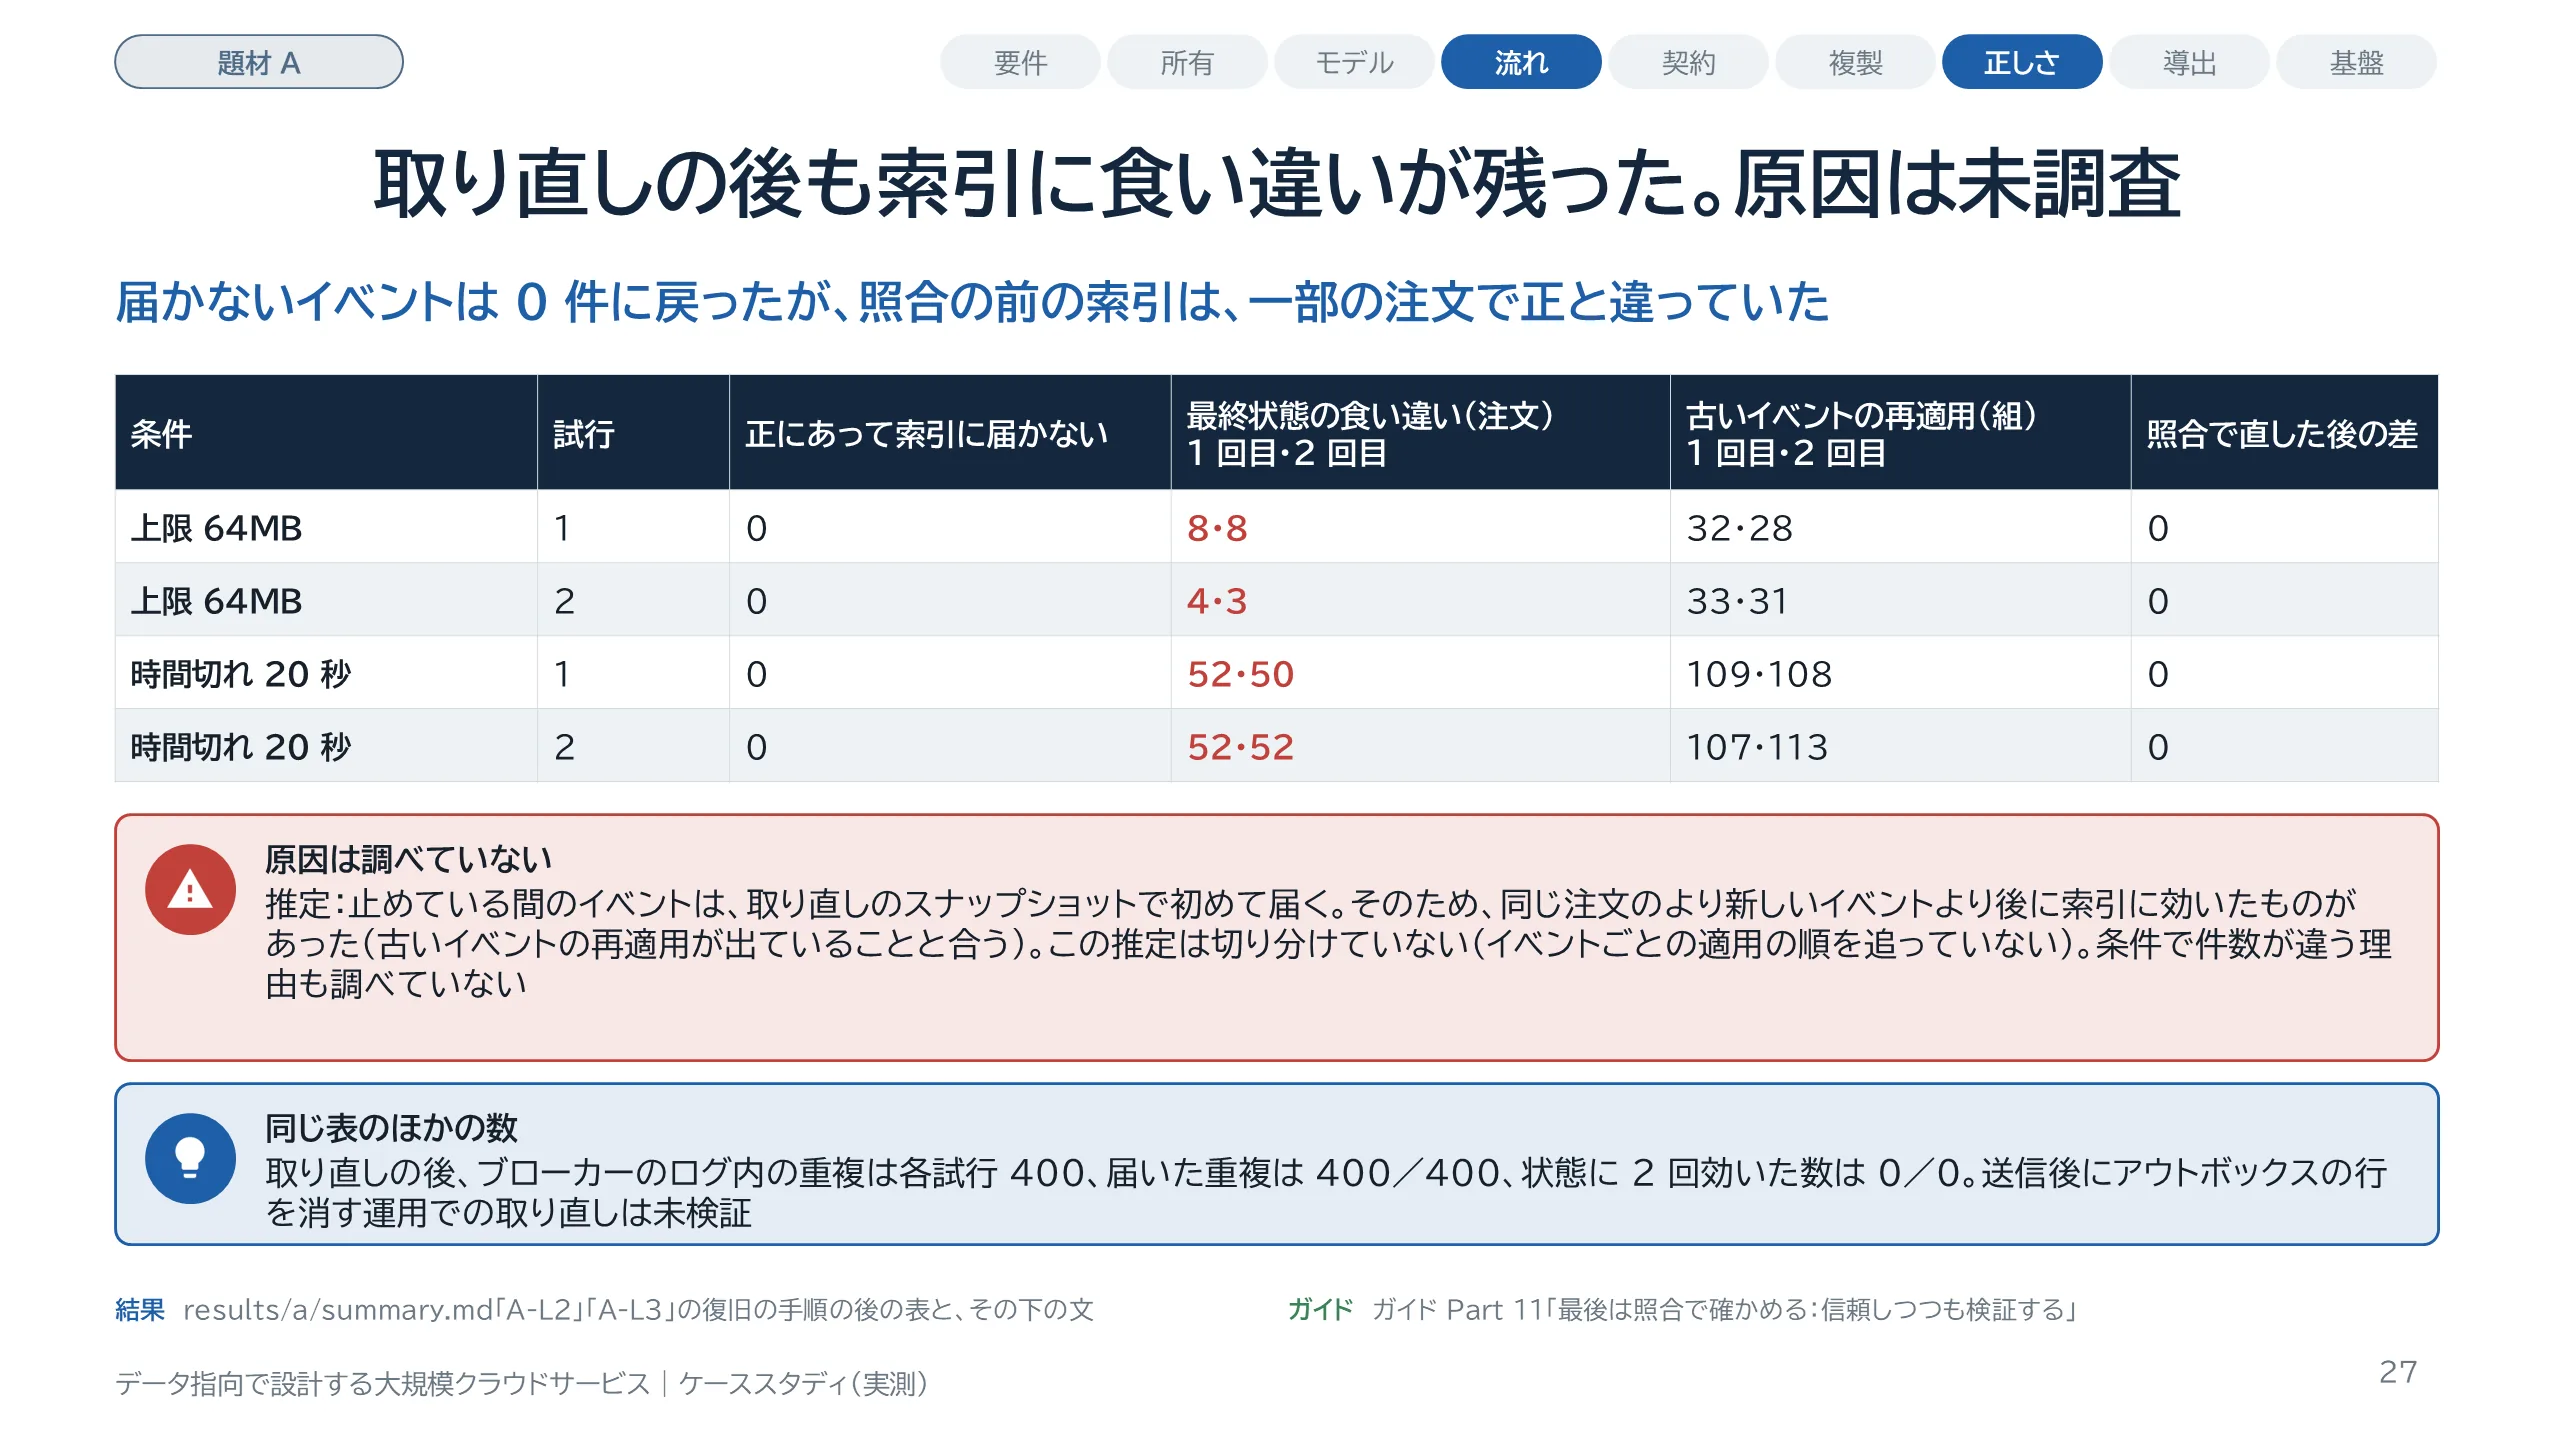 題材 A
要件 所有 モデル 流れ 契約 複製 正しさ 導出 基盤
取り直しの後も索引に食い違いが残った。原因は未調査
届かないイベントは 0 件に戻ったが、照合の前の索引は、一部の注文で正と違っていた
条件 試行 正にあって索引に届かない 最終状態の食い違い（注文） 1 回目・2 回目 古いイベントの再適用（組） 1 回目・2 回目 照合で直した後の差
上限 64MB 1 0 8・8 32・28 0
上限 64MB 2 0 4・3 33・31 0
時間切れ 20 秒 1 0 52・50 109・108 0
時間切れ 20 秒 2 0 52・52 107・113 0
原因は調べていない
推定：止めている間のイベントは、取り直しのスナップショットで初めて届く。そのため、同じ注文のより新しいイベントより後に索引に効いたものが
あった（古いイベントの再適用が出ていることと合う）。この推定は切り分けていない（イベントごとの適用の順を追っていない）。条件で件数が違う理
由も調べていない
同じ表のほかの数
取り直しの後、ブローカーのログ内の重複は各試行 400、届いた重複は 400／400、状態に 2 回効いた数は 0／0。送信後にアウトボックスの行
を消す運用での取り直しは未検証
結果 results/a/summary.md「A-L2」「A-L3」の復旧の手順の後の表と、その下の文
ガイド ガイド Part 11「最後は照合で確かめる：信頼しつつも検証する」
データ指向で設計する大規模クラウドサービス｜ケーススタディ（実測）
27